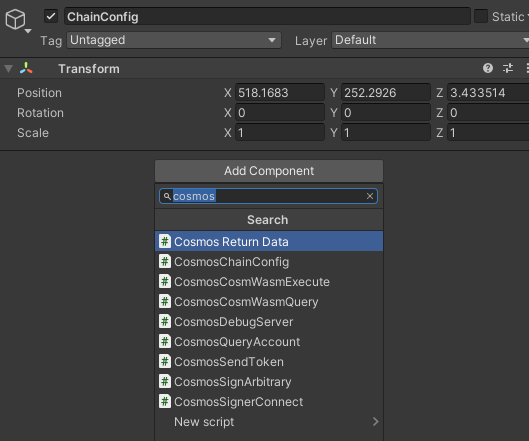 ChainConfig
Static
Tag Untagged Layer Default
Transform
Position X 518.1683 Y 252.2926 Z 3.433514
Rotation X 0 Y 0 Z 0
Scale X 1 Y 1 Z 1
Add Component
cosmos
Search
Cosmos Return Data
CosmosChainConfig
CosmosCosmWasmExecute
CosmosCosmWasmQuery
CosmosDebugServer
CosmosQueryAccount
CosmosSendToken
CosmosSignArbitrary
CosmosSignerConnect
New script